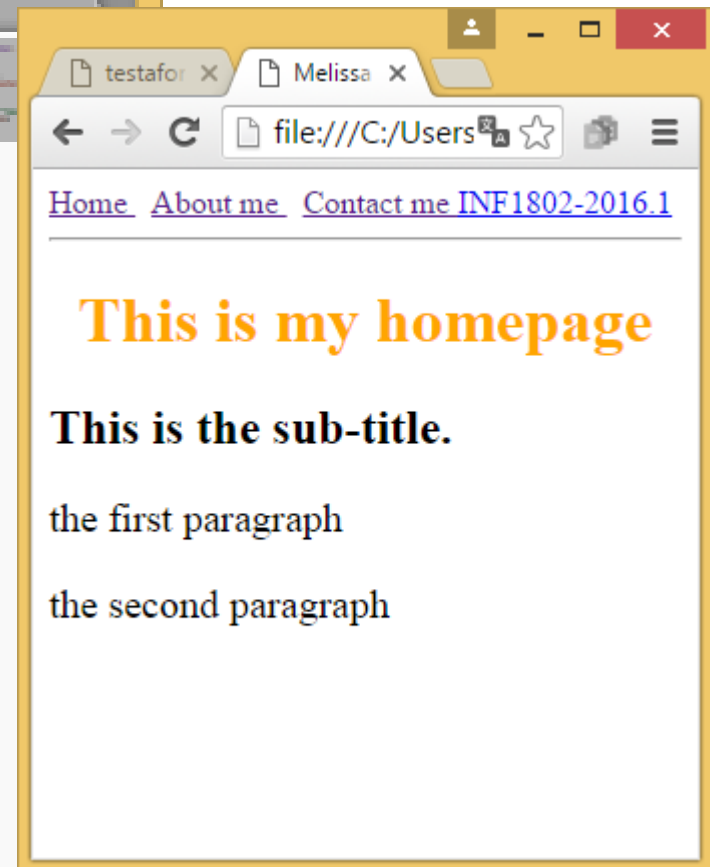 testafor Melissa
file:///C:/Users
Home About me Contact me INF1802-2016.1
This is my homepage
This is the sub-title.
the first paragraph
the second paragraph